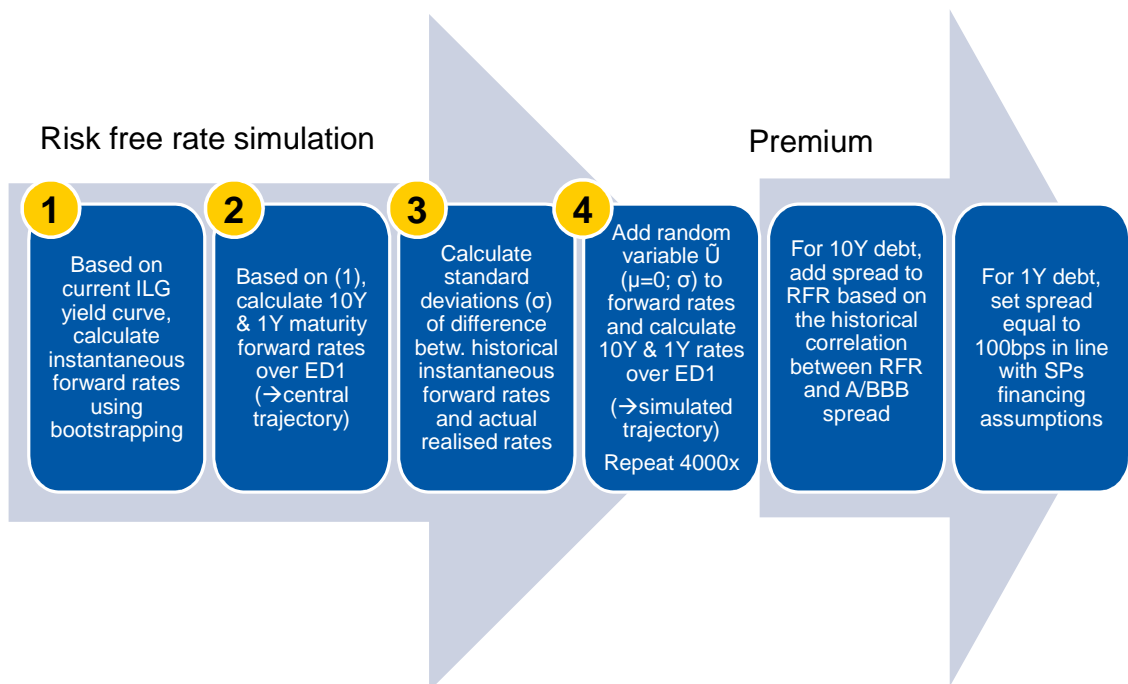 Risk free rate simulation
Premium
1
Based on
current ILG
yield curve,
calculate
instantaneous
forward rates
using
bootstrapping
2
Based on (1),
calculate 10Y
& 1Y maturity
forward rates
over ED1
(→central
trajectory)
3
Calculate
standard
deviations (σ)
of difference
betw. historical
instantaneous
forward rates
and actual
realised rates
4
Add random
variable Ũ
(μ=0; σ) to
forward rates
and calculate
10Y & 1Y rates
over ED1
(→simulated
trajectory)
Repeat 4000x
For 10Y debt,
add spread to
RFR based on
the historical
correlation
between RFR
and A/BBB
spread
For 1Y debt,
set spread
equal to
100bps in line
with SPs
financing
assumptions